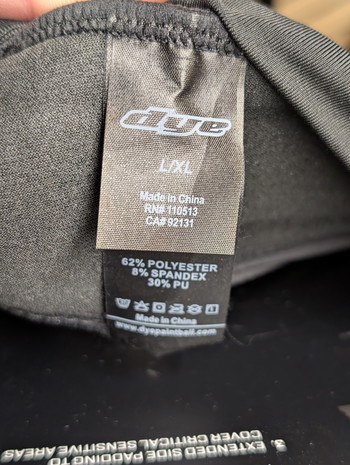 dye
L/XL
Made in China
RN# 110513
CA# 92131
62% POLYESTER
8% SPANDEX
30% PU
Made in China
www.dyepaintball.com
3. EXTENDED SIDE PADDING TO
COVER CRITICAL SENSITIVE AREAS